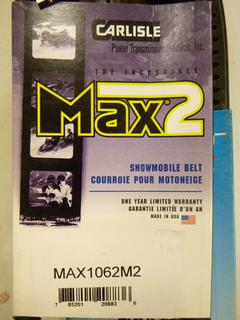 CARLISLE
Power Transmission Products, Inc.
THE INCREDIBLE
Max2
SNOWMOBILE BELT
COURROIE POUR MOTONEIGE
ONE YEAR LIMITED WARRANTY
GARANTIE LIMITÉE D'UN AN
MADE IN USA
MAX1062M2
7 85201 20883 6